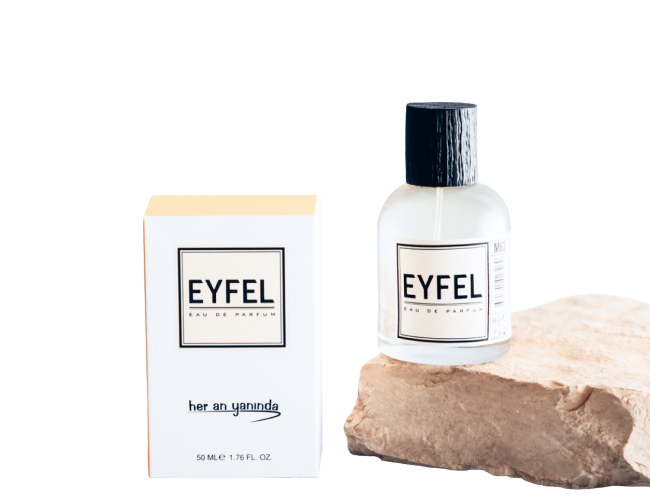 EYFEL
EAU DE PARFUM
her an yanında
50 ML℮ 1.76 FL. OZ.
EYFEL
EAU DE PARFUM